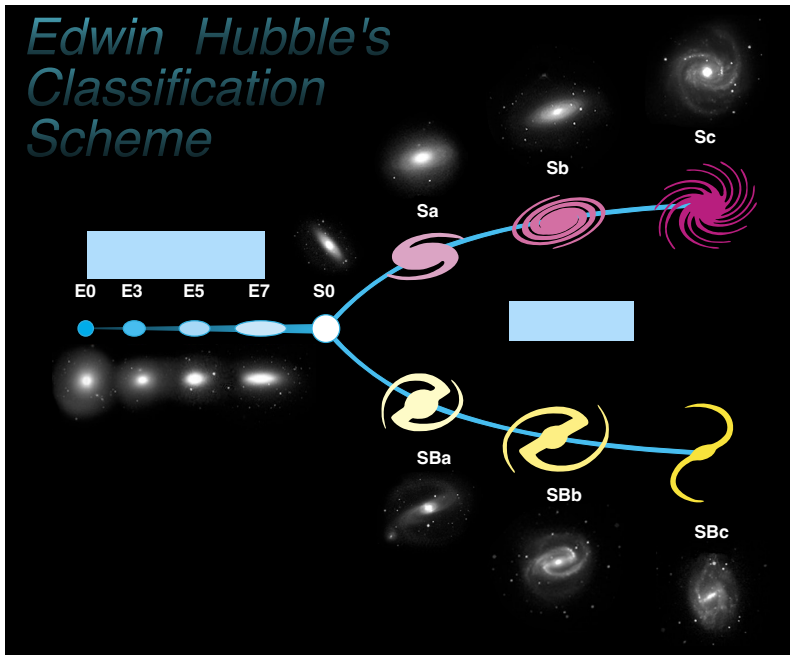 Edwin Hubble's
Classification
Scheme
Sc
Sb
Sa
E0 E3 E5 E7 S0
SBa
SBb
SBc